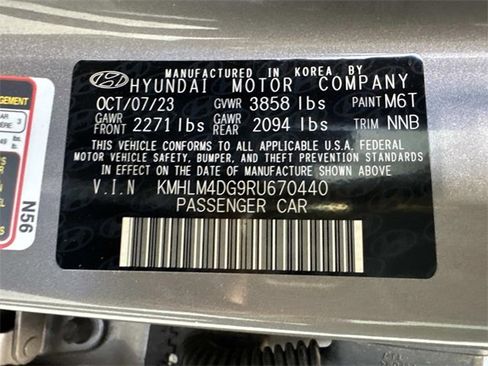 MANUFACTURED IN KOREA BY
HYUNDAI MOTOR COMPANY
OCT/07/23 GVWR 3858 lbs PAINT M6T
GAWR FRONT 2271 lbs GAWR REAR 2094 lbs TRIM NNB
THIS VEHICLE CONFORMS TO ALL APPLICABLE U.S.A. FEDERAL
MOTOR VEHICLE SAFETY, BUMPER, AND THEFT PREVENTION STANDARDS
IN EFFECT ON THE DATE OF MANUFACTURE SHOWN ABOVE.
V.I.N KMHLM4DG9RU670440
PASSENGER CAR
N56